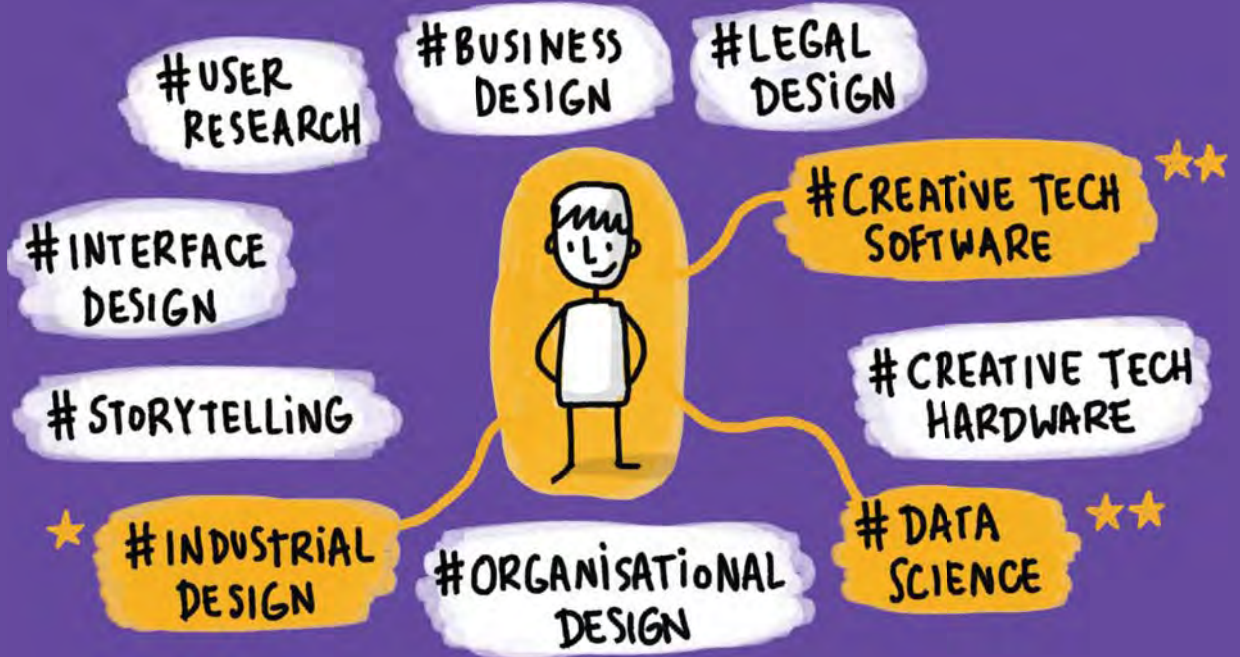 #BUSINESS
DESIGN
#LEGAL
DESIGN
#USER
RESEARCH
#CREATIVE TECH
SOFTWARE
#INTERFACE
DESIGN
#CREATIVE TECH
HARDWARE
#STORYTELLING
#INDUSTRIAL
DESIGN
#ORGANISATIONAL
DESIGN
#DATA
SCIENCE